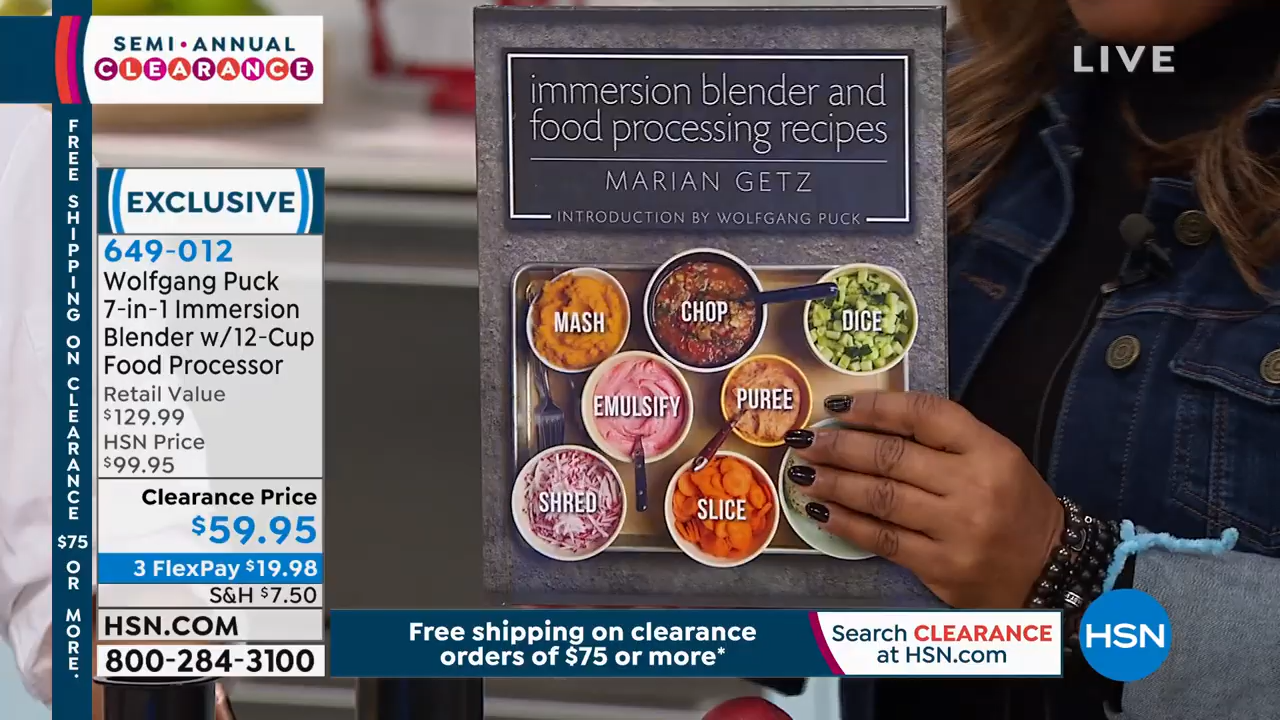 SEMI•ANNUAL
CLEARANCE
FREE SHIPPING ON CLEARANCE $75 OR MORE.
EXCLUSIVE
649-012
Wolfgang Puck
7-in-1 Immersion
Blender w/12-Cup
Food Processor
Retail Value
$129.99
HSN Price
$99.95
Clearance Price
$59.95
3 FlexPay $19.98
S&H $7.50
HSN.COM
800-284-3100
immersion blender and
food processing recipes
MARIAN GETZ
INTRODUCTION BY WOLFGANG PUCK
MASH
CHOP
DICE
EMULSIFY
PUREE
SHRED
SLICE
LIVE
Free shipping on clearance
orders of $75 or more*
Search CLEARANCE
at HSN.com
HSN